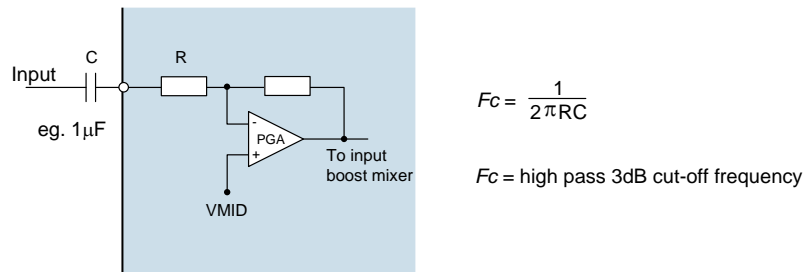 C
R
Input
eg. 1μF
-
PGA
+
To input
boost mixer
VMID
Fc = 1
2πRC
Fc = high pass 3dB cut-off frequency